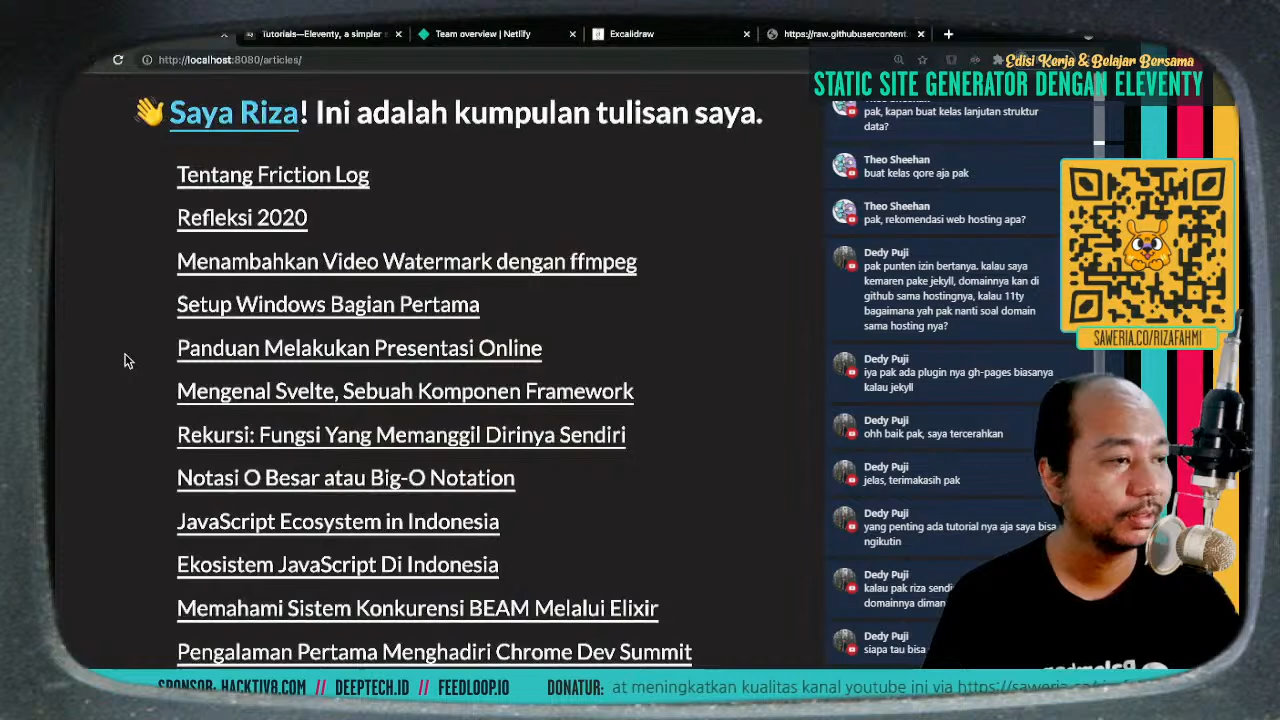 Tutorials—Eleventy, a simpler s
Team overview | Netlify
Excalidraw
https://raw.githubusercontent.
http://localhost:8080/articles/
Edisi Kerja & Belajar Bersama
STATIC SITE GENERATOR DENGAN ELEVENTY
👋 Saya Riza! Ini adalah kumpulan tulisan saya.
Tentang Friction Log
Refleksi 2020
Menambahkan Video Watermark dengan ffmpeg
Setup Windows Bagian Pertama
Panduan Melakukan Presentasi Online
Mengenal Svelte, Sebuah Komponen Framework
Rekursi: Fungsi Yang Memanggil Dirinya Sendiri
Notasi O Besar atau Big-O Notation
JavaScript Ecosystem in Indonesia
Ekosistem JavaScript Di Indonesia
Memahami Sistem Konkurensi BEAM Melalui Elixir
Pengalaman Pertama Menghadiri Chrome Dev Summit
Theo Sheehan
pak, kapan buat kelas lanjutan struktur
data?
Theo Sheehan
buat kelas qore aja pak
Theo Sheehan
pak, rekomendasi web hosting apa?
Dedy Puji
pak punten izin bertanya. kalau saya
kemaren pake jekyll, domainnya kan di
github sama hostingnya, kalau 11ty
bagaimana yah pak nanti soal domain
sama hosting nya?
Dedy Puji
iya pak ada plugin nya gh-pages biasanya
kalau jekyll
Dedy Puji
ohh baik pak, saya tercerahkan
Dedy Puji
jelas, terimakasih pak
Dedy Puji
yang penting ada tutorial nya aja saya bisa
ngikutin
Dedy Puji
kalau pak riza send
domainnya diman
Dedy Puji
siapa tau bisa
SAWERIA.CO/RIZAFAHMI
SPONSOR: HACKTIV8.COM // DEEPTECH.ID // FEEDLOOP.IO
DONATUR: at meningkatkan kualitas kanal youtube ini via